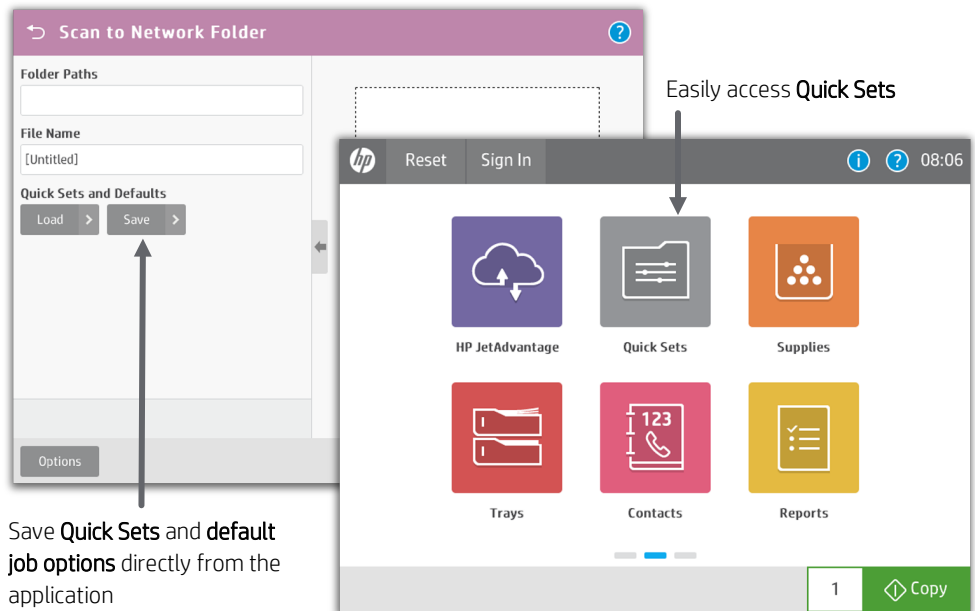 Scan to Network Folder
?
Folder Paths
File Name
[Untitled]
Quick Sets and Defaults
Load >
Save >
Options
Save Quick Sets and default
job options directly from the
application
Easily access Quick Sets
hp
Reset
Sign In
i
?
08:06
HP JetAdvantage
Quick Sets
Supplies
123
Trays
Contacts
Reports
1
Copy